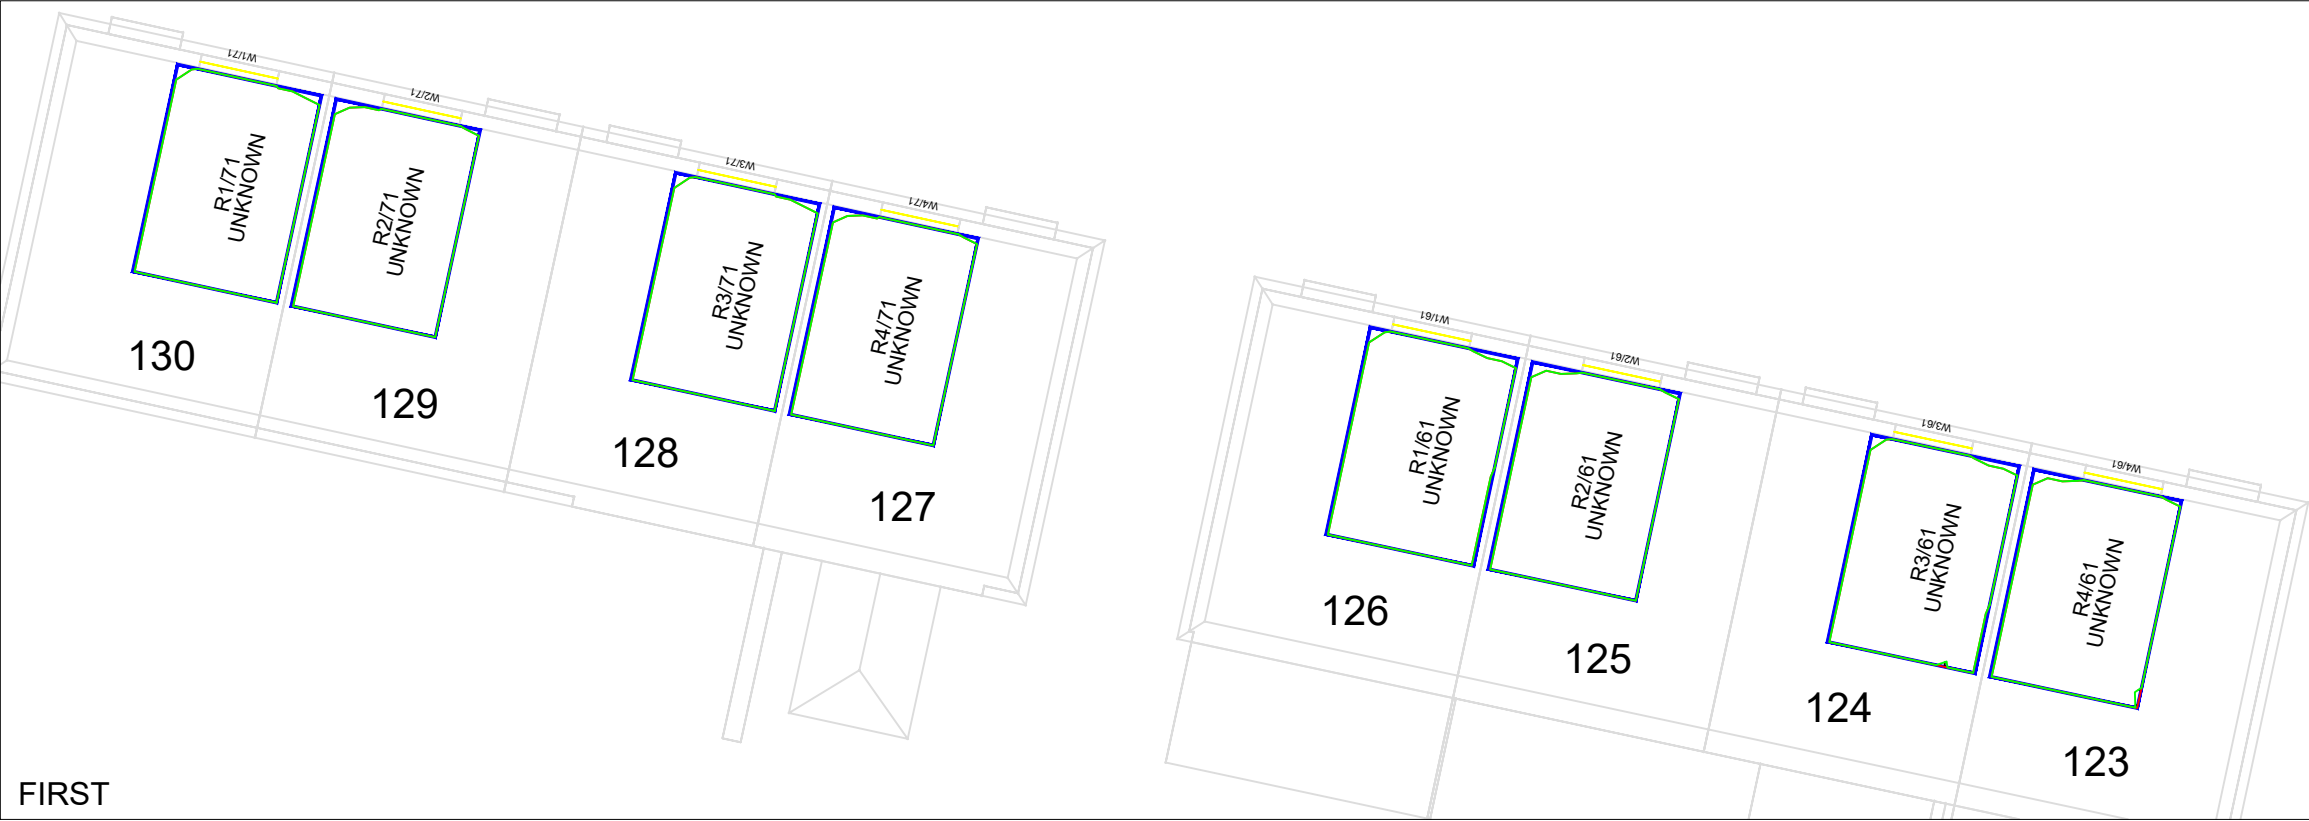 W1/71
W2/71
W3/71
W4/71
R1/71
UNKNOWN
R2/71
UNKNOWN
R3/71
UNKNOWN
R4/71
UNKNOWN
130
129
128
127
W1/61
W2/61
W3/61
W4/61
R1/61
UNKNOWN
R2/61
UNKNOWN
R3/61
UNKNOWN
R4/61
UNKNOWN
126
125
124
123
FIRST